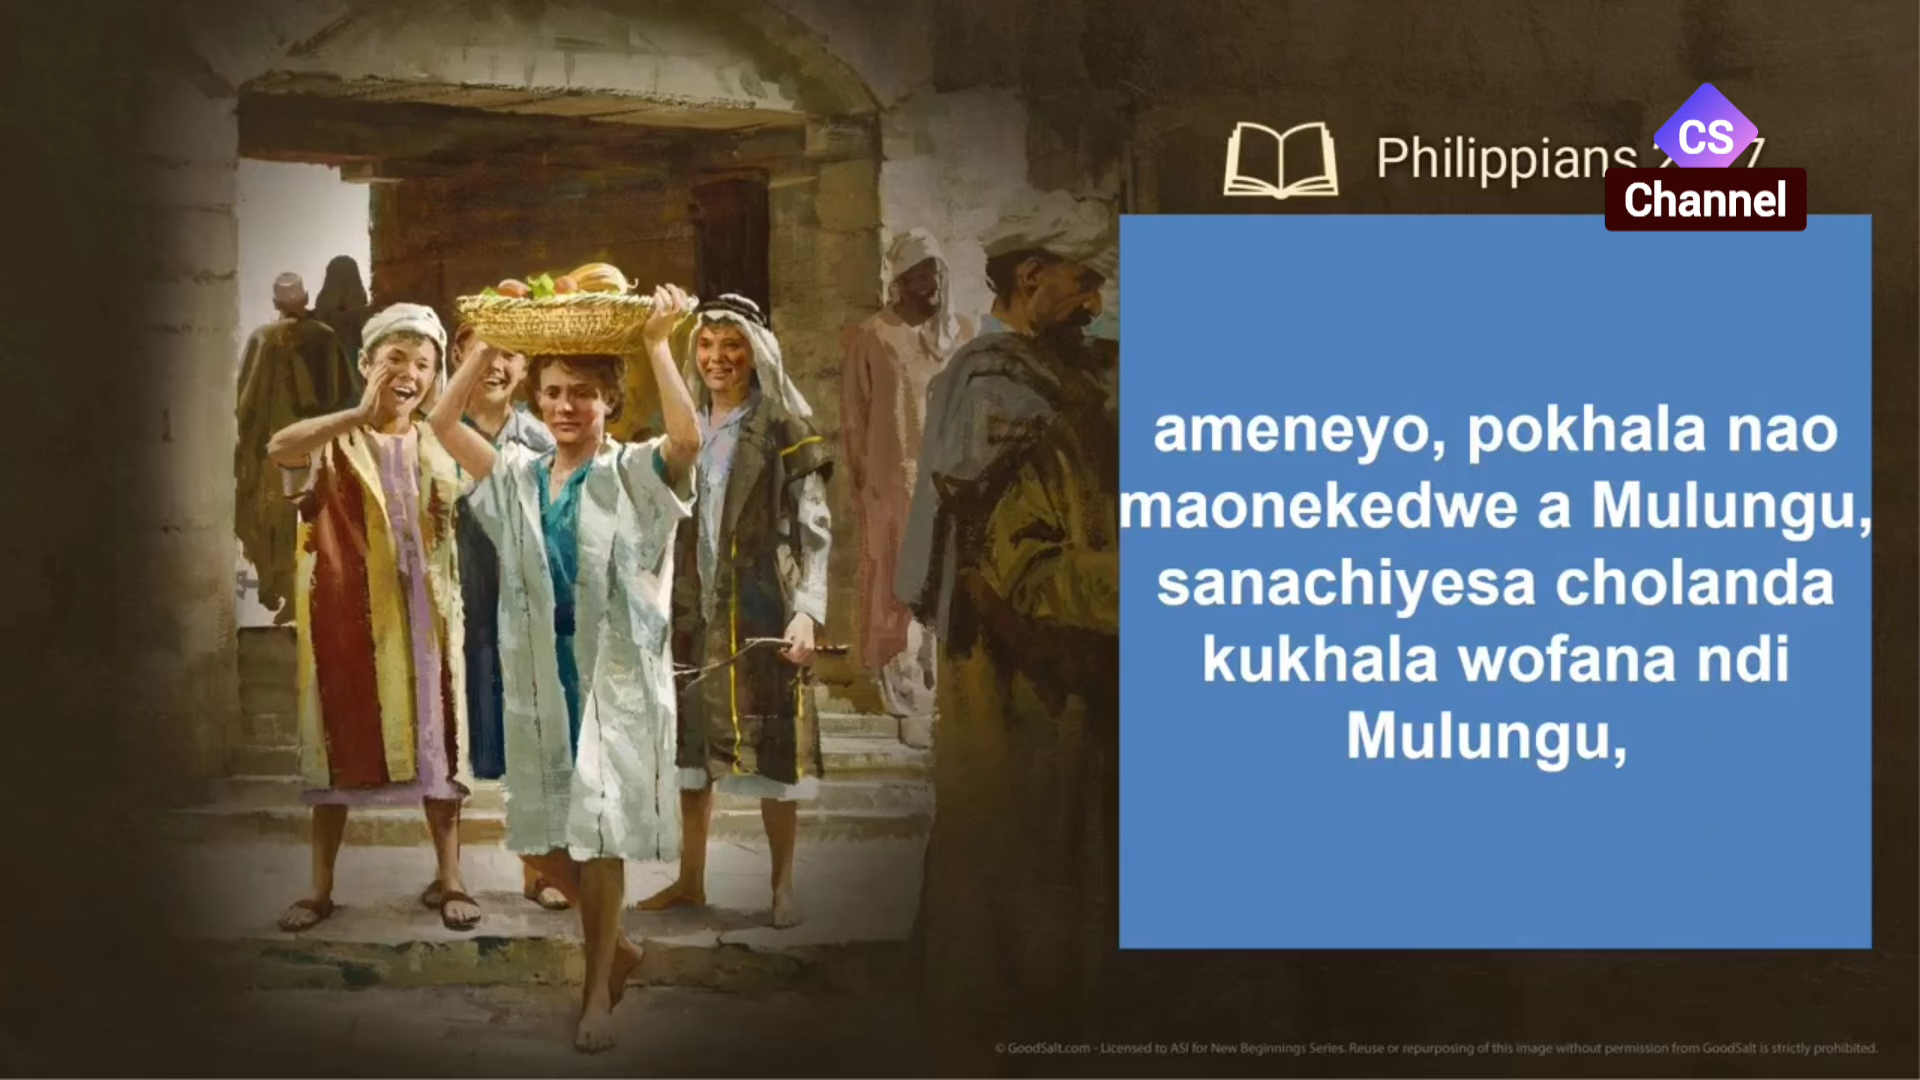 CS
Philippians
Channel
ameneyo, pokhala nao
maonekedwe a Mulungu,
sanachiyesa cholanda
kukhala wofana ndi
Mulungu,
© GoodSalt.com - Licensed to ASI for New Beginnings Series. Reuse or repurposing of this image without permission from GoodSalt is strictly prohibited.